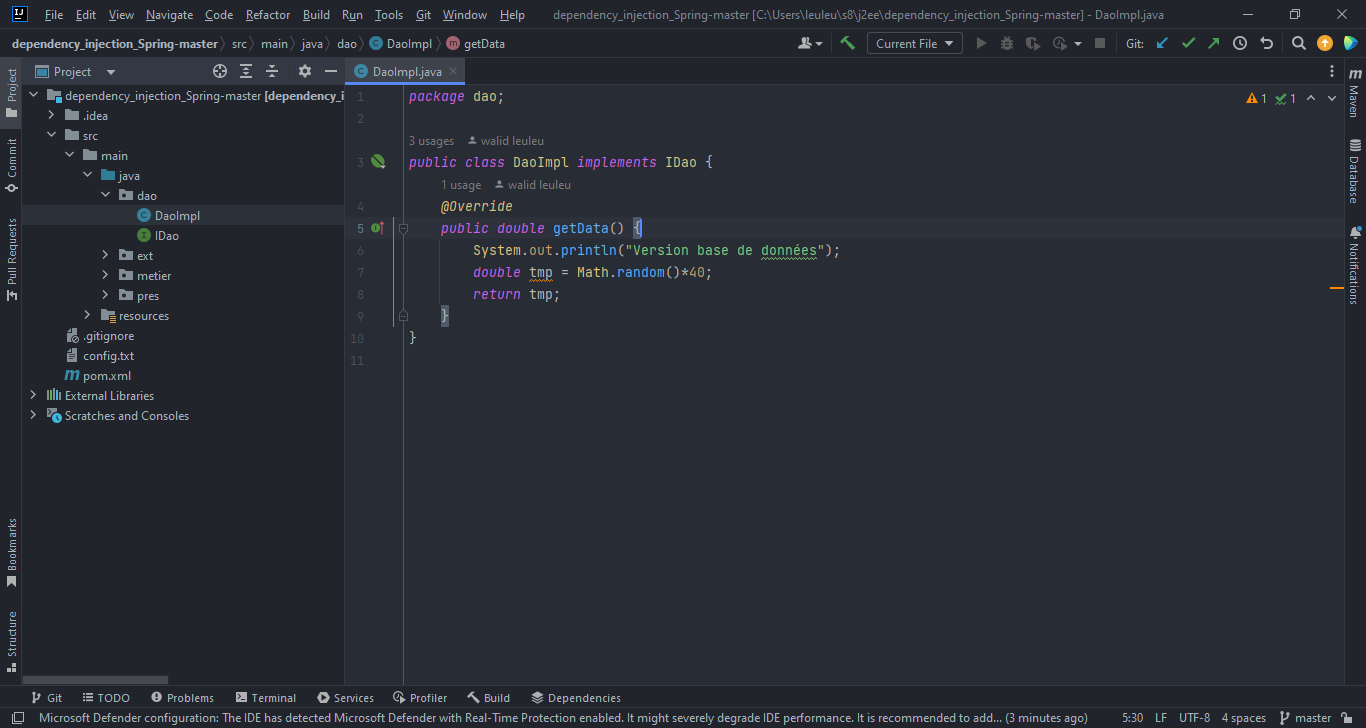 File Edit View Navigate Code Refactor Build Run Tools Git Window Help dependency_injection_Spring-master [C:\Users\leuleu\s8\j2ee\dependency_injection_Spring-master] - DaoImpl.java
dependency_injection_Spring-master src main java dao DaoImpl getData Current File Git:
Project DaoImpl.java
dependency_injection_Spring-master [dependency_i
.idea
src
main
java
dao
DaoImpl
IDao
ext
metier
pres
resources
.gitignore
config.txt
pom.xml
External Libraries
Scratches and Consoles
Project
Commit
Pull Requests
Bookmarks
Structure
1 package dao;
2
3 usages walid leuleu
3 public class DaoImpl implements IDao {
1 usage walid leuleu
4 @Override
5 public double getData() {
6 System.out.println("Version base de données");
7 double tmp = Math.random()*40;
8 return tmp;
9 }
10 }
11
1 1
m
Maven
Database
Notifications
Git TODO Problems Terminal Services Profiler Build Dependencies
Microsoft Defender configuration: The IDE has detected Microsoft Defender with Real-Time Protection enabled. It might severely degrade IDE performance. It is recommended to add... (3 minutes ago) 5:30 LF UTF-8 4 spaces master